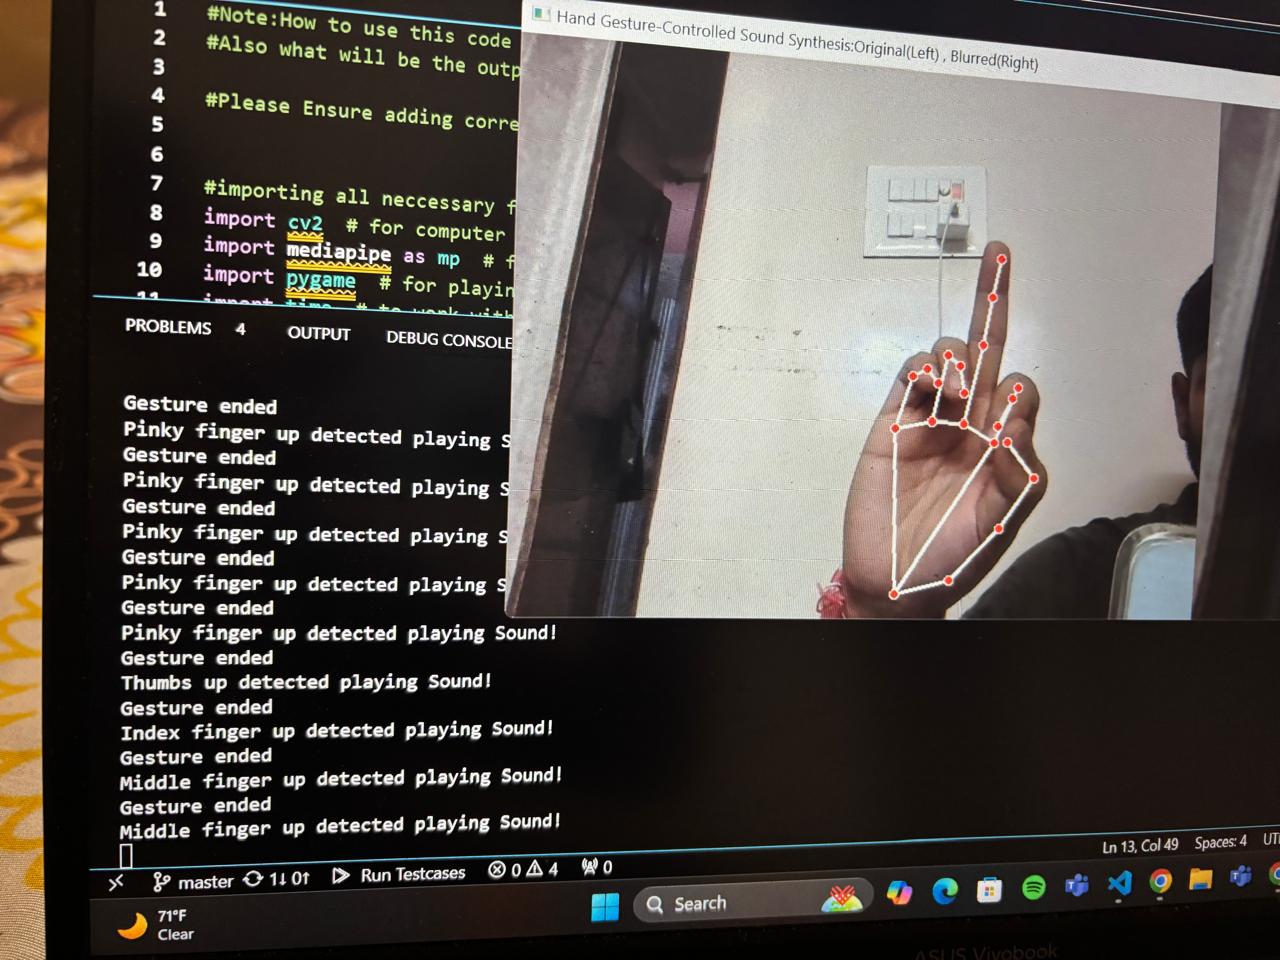 1 #Note:How to use this code
2 #Also what will be the outp
3
4 #Please Ensure adding corre
5
6
7 #importing all neccessary f
8 import cv2 # for computer
9 import mediapipe as mp # f
10 import pygame # for playin
11 import time # to work with
Hand Gesture-Controlled Sound Synthesis:Original(Left) , Blurred(Right)
PROBLEMS 4 OUTPUT DEBUG CONSOLE
Gesture ended
Pinky finger up detected playing S
Gesture ended
Pinky finger up detected playing S
Gesture ended
Pinky finger up detected playing S
Gesture ended
Pinky finger up detected playing S
Gesture ended
Pinky finger up detected playing Sound!
Gesture ended
Thumbs up detected playing Sound!
Gesture ended
Index finger up detected playing Sound!
Gesture ended
Middle finger up detected playing Sound!
Gesture ended
Middle finger up detected playing Sound!
master 1↓ 0↑ Run Testcases 0 4 0 Ln 13, Col 49 Spaces: 4 UT
71°F
Clear
Search
ASUS Vivobook